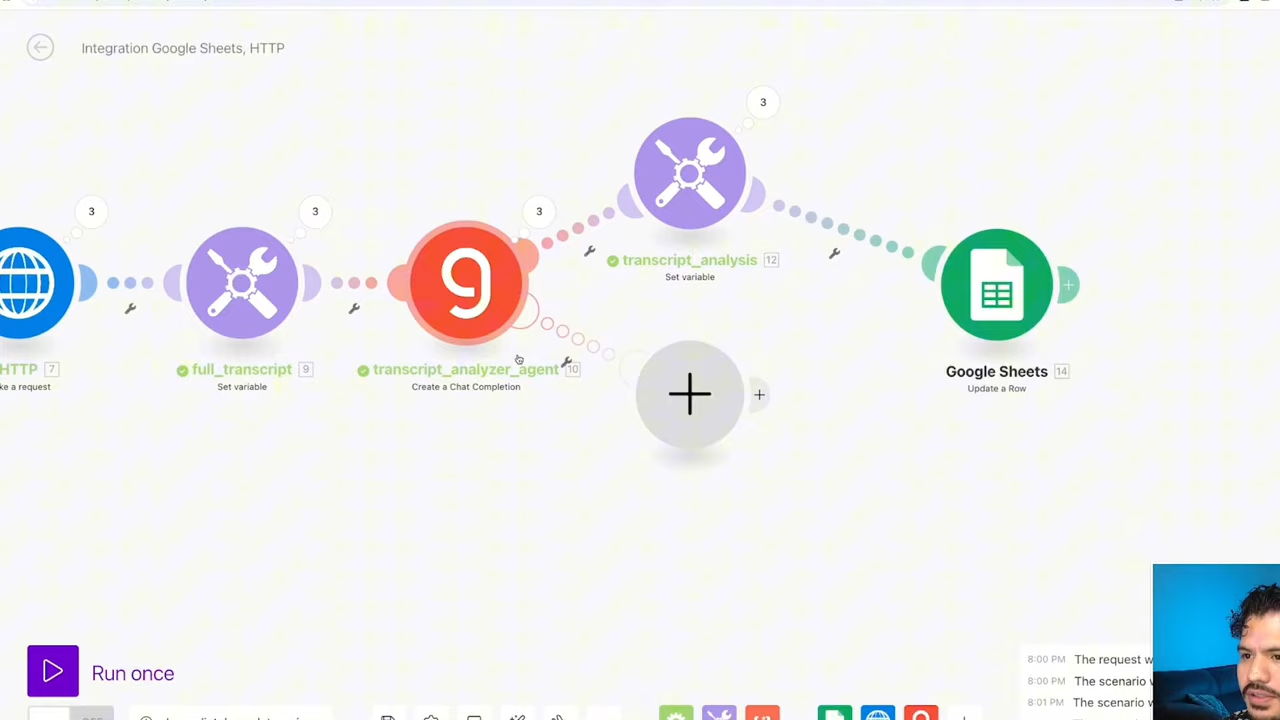 Integration Google Sheets, HTTP
3
3
3
3
transcript_analysis 12
Set variable
HTTP 7
full_transcript 9
Set variable
transcript_analyzer_agent 10
Create a Chat Completion
Google Sheets 14
Update a Row
Run once
8:00 PM The request w
8:00 PM The scenario
8:01 PM The scenario